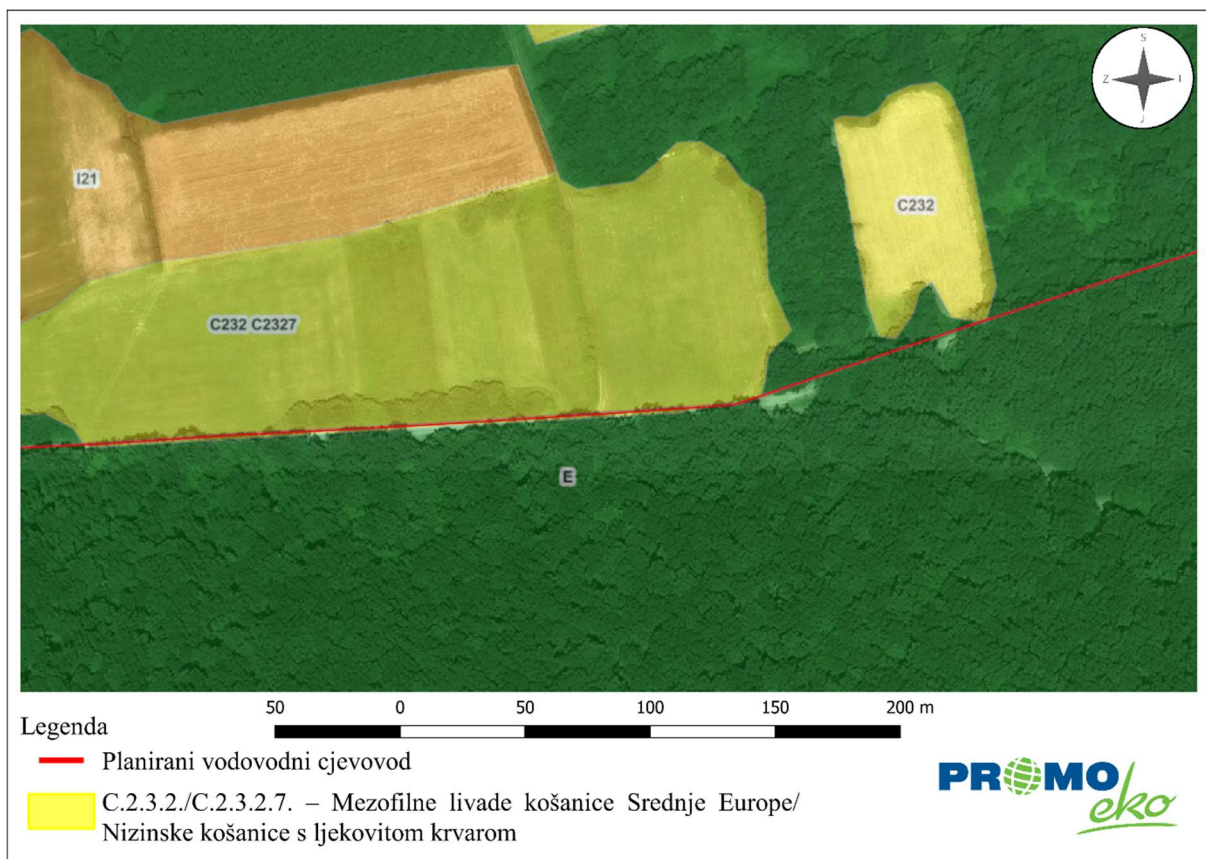 S
Z I
J
I21
C232
C232 C2327
E
50 0 50 100 150 200 m
Legenda
Planirani vodovodni cjevovod
C.2.3.2./C.2.3.2.7. – Mezofilne livade košanice Srednje Europe/
Nizinske košanice s ljekovitom krvarom
PROMO
eko